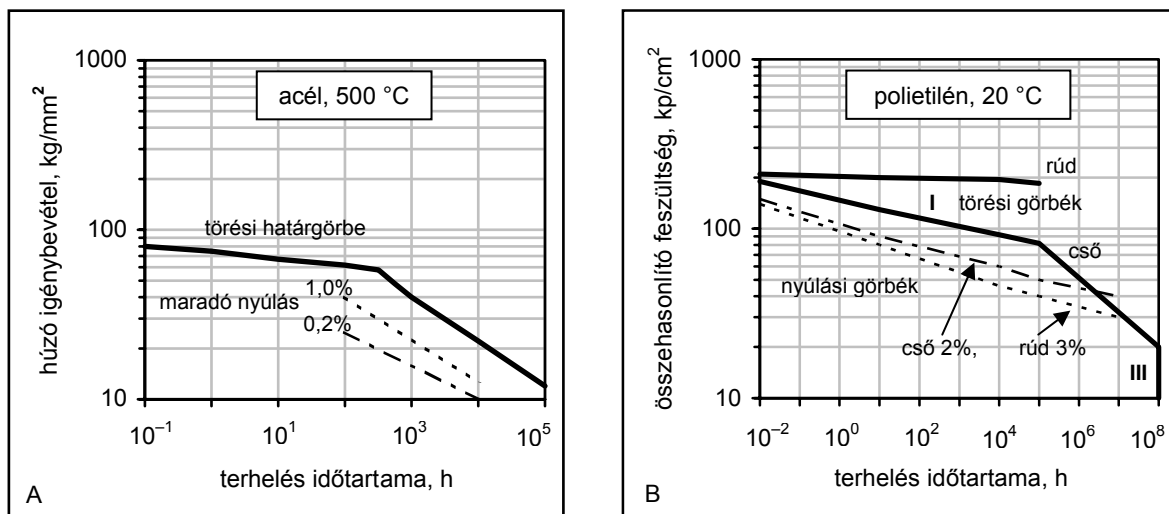 húzó igénybevétel, kg/mm²
1000
100
10
acél, 500 °C
törési határgörbe
maradó nyúlás
1,0%
0,2%
10⁻¹ 10¹ 10³ 10⁵
terhelés időtartama, h
A
összehasonlító feszültség, kp/cm²
1000
100
10
polietilén, 20 °C
rúd
I törési görbék
cső
nyúlási görbék
cső 2%, rúd 3%
III
10⁻² 10⁰ 10² 10⁴ 10⁶ 10⁸
terhelés időtartama, h
B